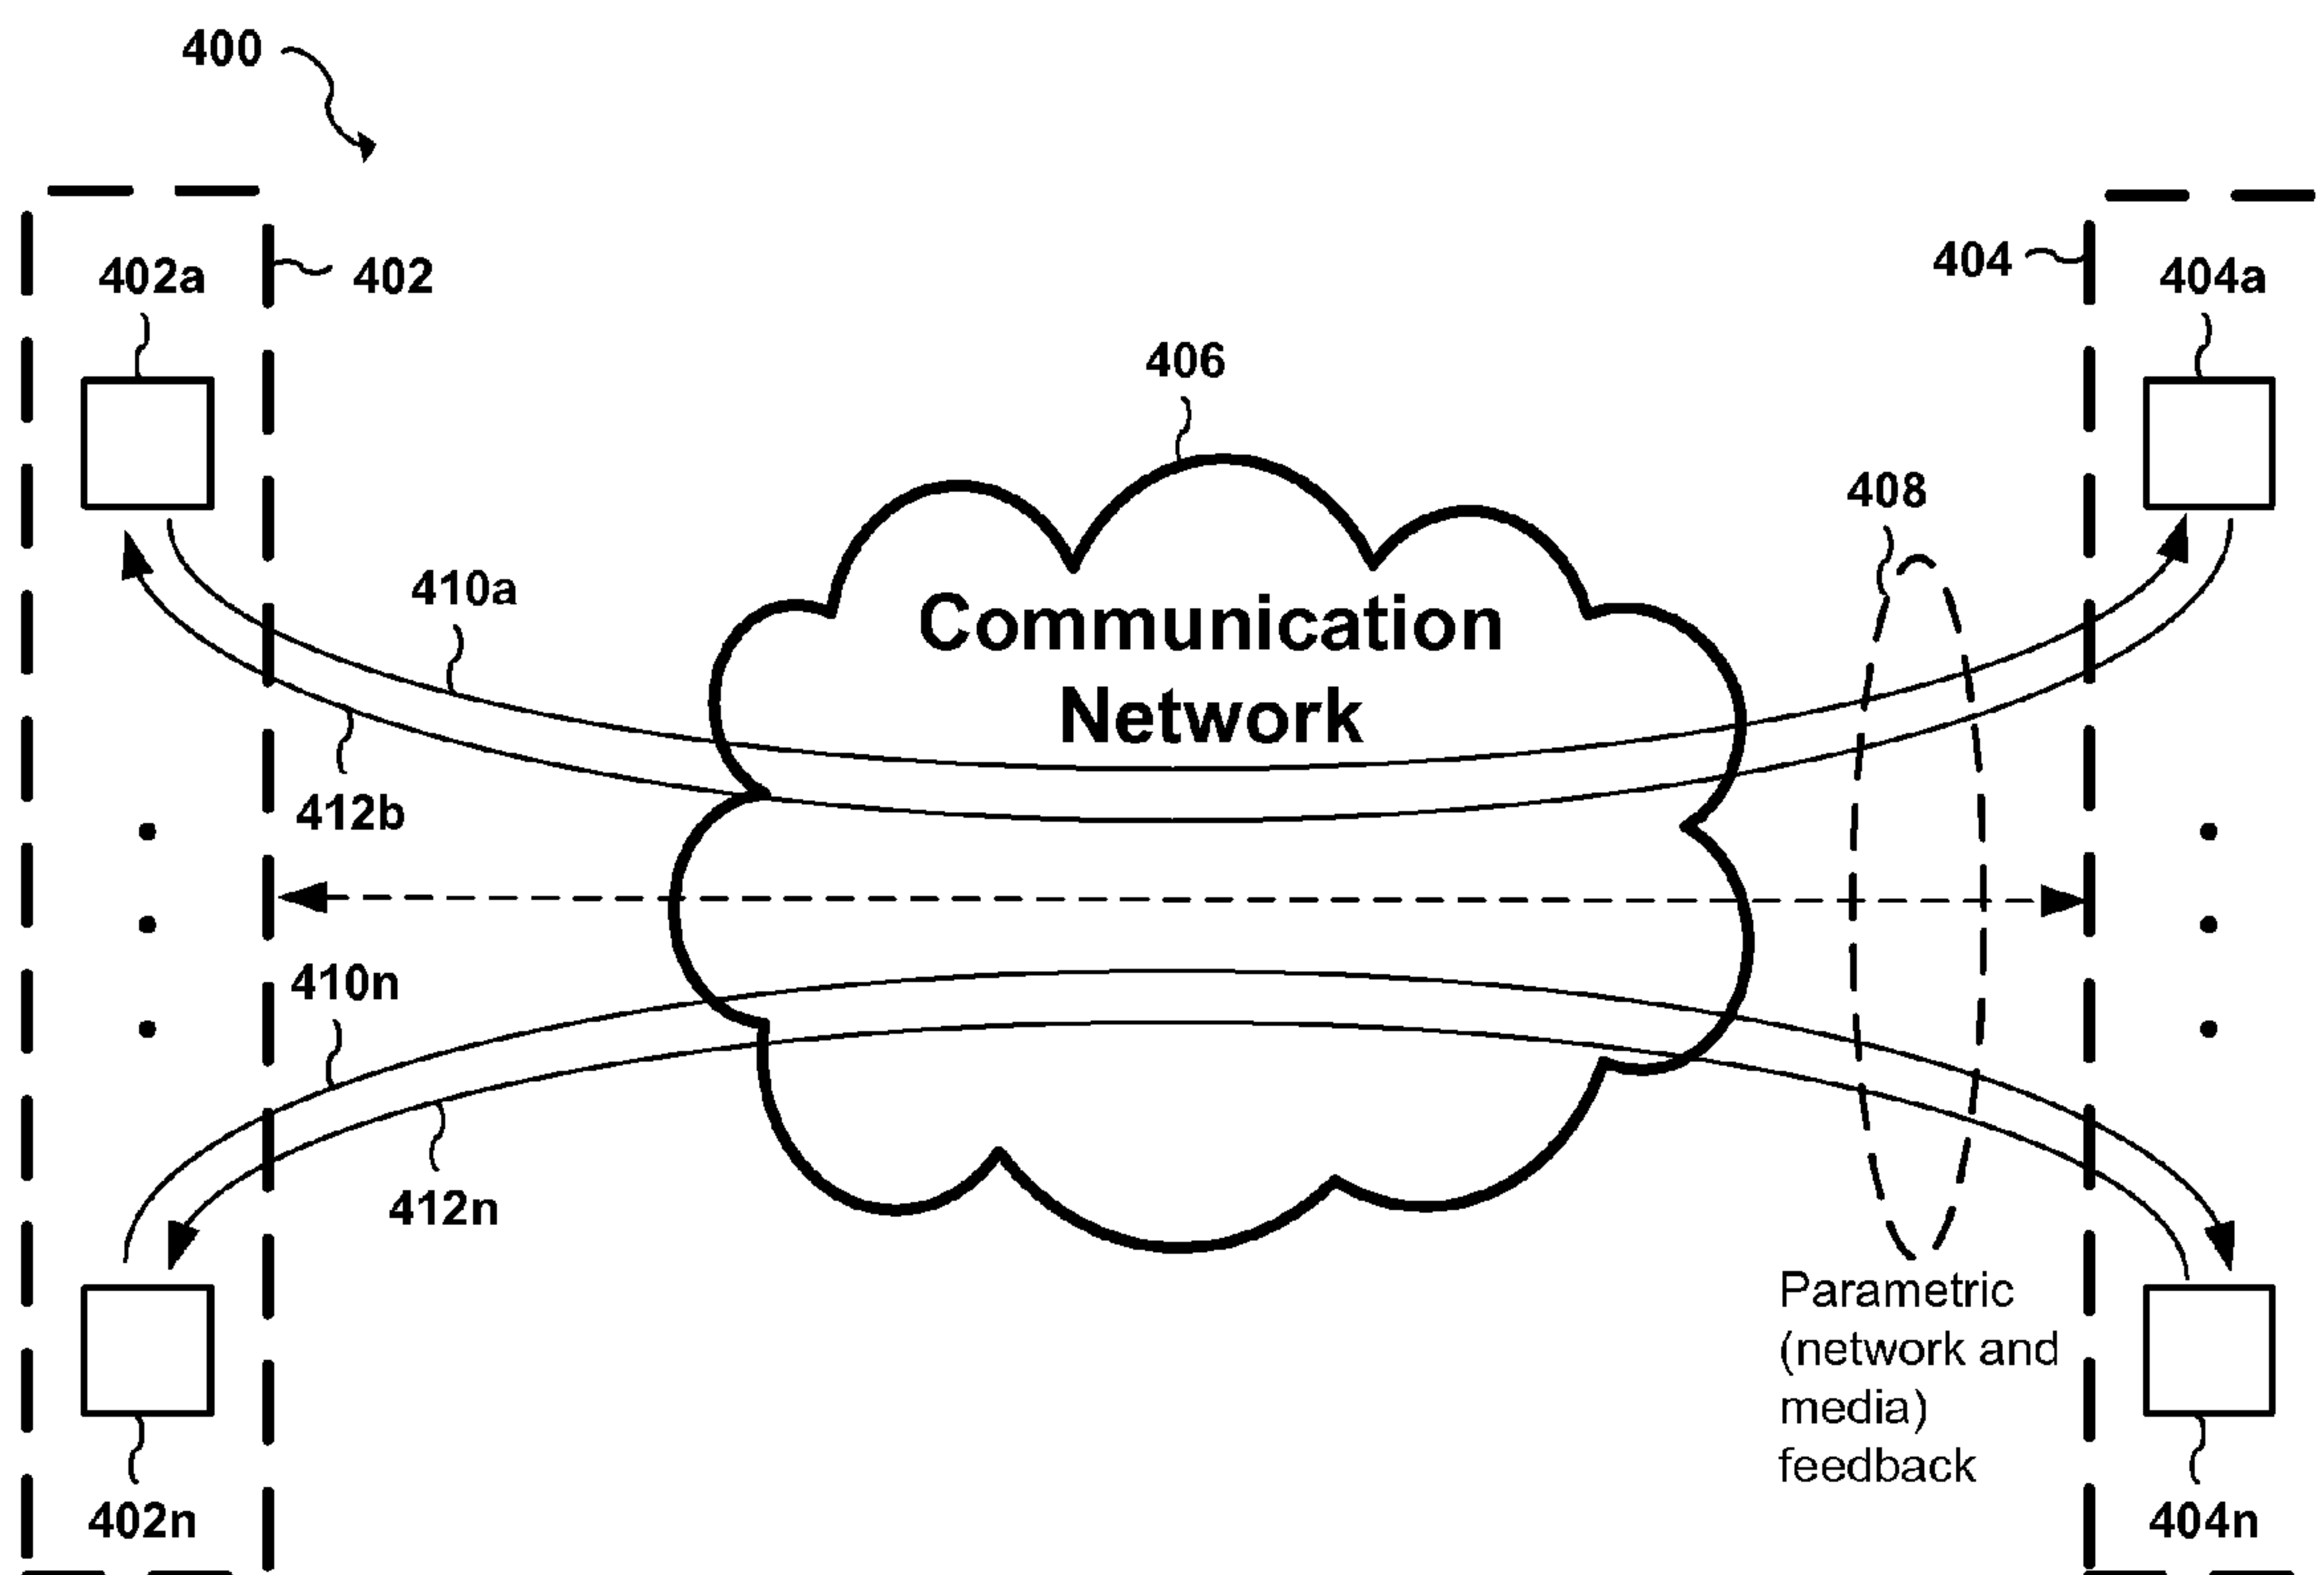 400
402a
402
404
404a
406
408
Communication
Network
410a
412b
410n
412n
Parametric
(network and
media)
feedback
402n
404n